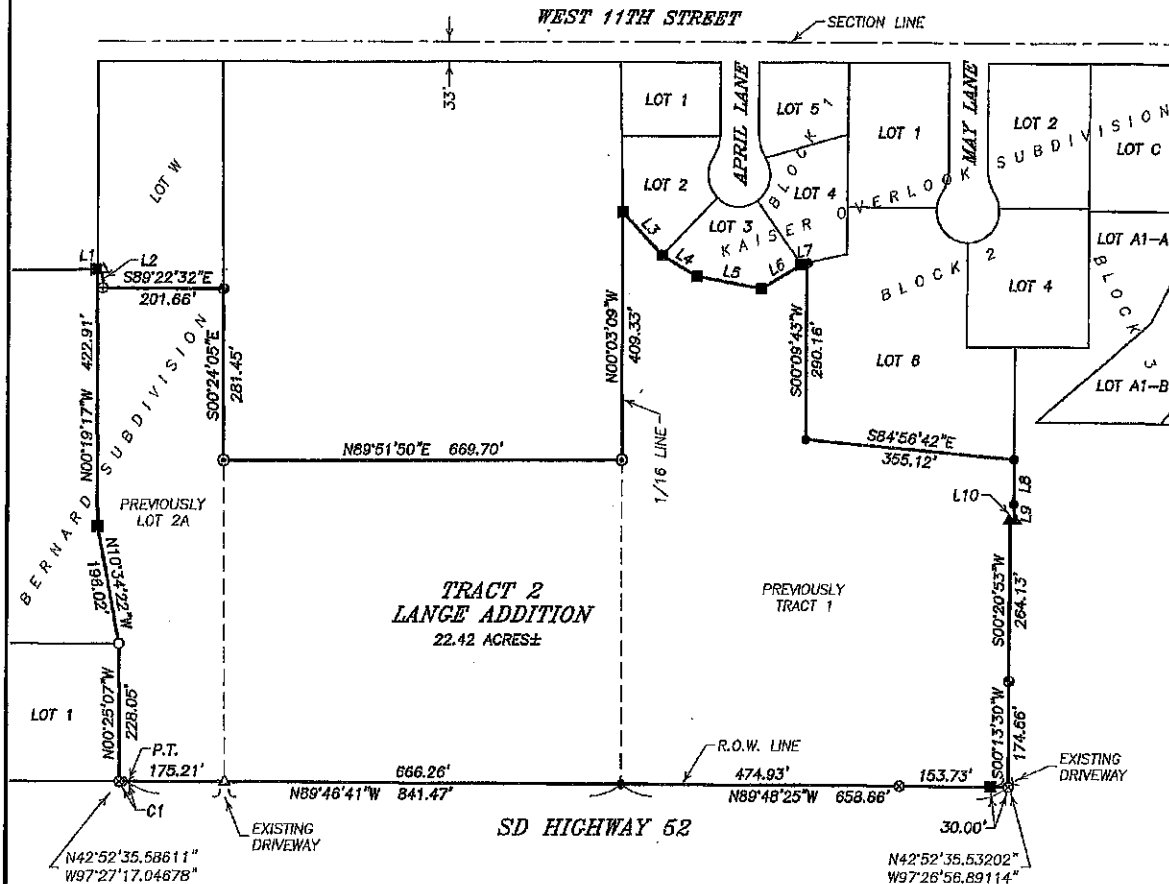 WEST 11TH STREET
SECTION LINE
33'
LOT W
LOT 1
APRIL LANE
LOT 5
BLOCK 1
LOT 1
MAY LANE
LOT 2
LOT C
LOT 2
LOT 4
LOT 3
KAISER OVERLOOK SUBDIVISION
BLOCK 2
LOT 4
LOT A1-A
BLOCK 3
LOT A1-B
LOT 6
L1
L2
S89°22'32"E
201.66'
L3
L4
L5
L6
L7
N00°19'17"W 422.91'
S00°24'05"E
281.45'
N00°03'09"W
409.33'
S00°09'43"W
290.16'
BERNARD SUBDIVISION
N89°51'50"E 669.70'
1/16 LINE
S84°56'42"E
355.12'
L8
L9
L10
PREVIOUSLY
LOT 2A
N10°34'22"W
196.02'
TRACT 2
LANGE ADDITION
22.42 ACRES±
PREVIOUSLY
TRACT 1
S00°20'53"W
264.13'
LOT 1
N00°25'07"W
228.05'
S00°13'30"W
174.66'
P.T.
175.21'
666.26'
R.O.W. LINE
474.93'
153.73'
EXISTING
DRIVEWAY
C1
N89°46'41"W 841.47'
N89°48'25"W 658.66'
30.00'
EXISTING
DRIVEWAY
SD HIGHWAY 52
N42°52'35.58611"
W97°27'17.04678"
N42°52'35.53202"
W97°26'56.89114"